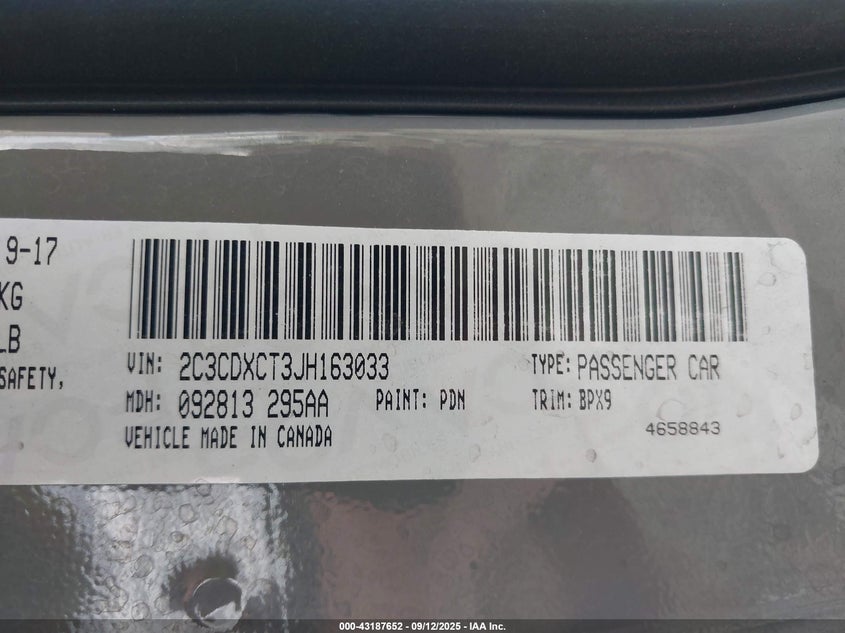 9-17
KG
LB
SAFETY,
VIN: 2C3CDXCT3JH163033 TYPE: PASSENGER CAR
MDH: 092813 295AA PAINT: PDN TRIM: BPX9
VEHICLE MADE IN CANADA 4658843
000-43187652 - 09/12/2025 - IAA Inc.